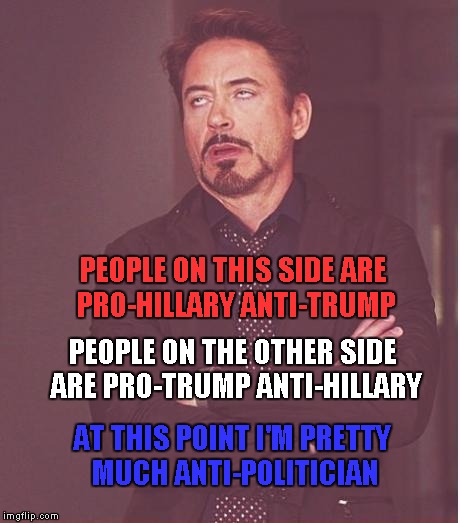 PEOPLE ON THIS SIDE ARE
PRO-HILLARY ANTI-TRUMP
PEOPLE ON THE OTHER SIDE
ARE PRO-TRUMP ANTI-HILLARY
AT THIS POINT I'M PRETTY
MUCH ANTI-POLITICIAN
imgflip.com